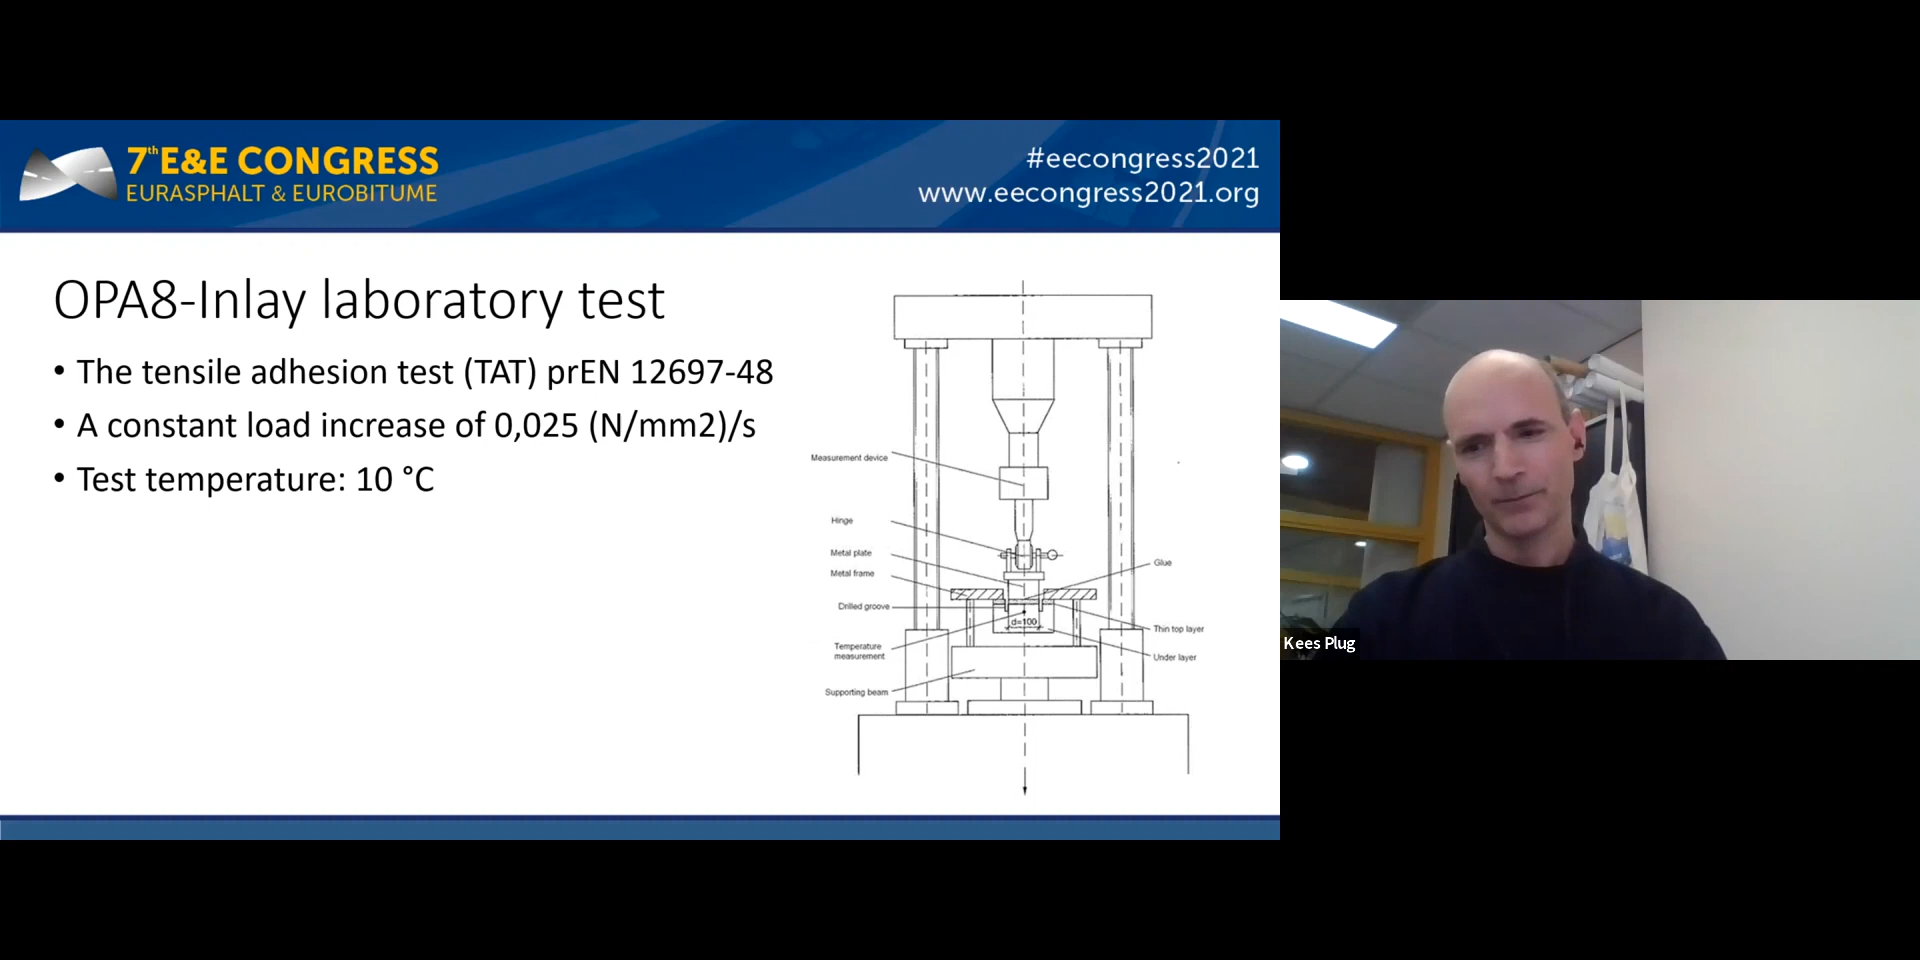 7th E&E CONGRESS
EURASPHALT & EUROBITUME
#eecongress2021
www.eecongress2021.org
OPA8-Inlay laboratory test
• The tensile adhesion test (TAT) prEN 12697-48
• A constant load increase of 0,025 (N/mm2)/s
• Test temperature: 10 °C
Measurement device
Hinge
Metal plate
Metal frame
Drilled groove
Temperature
measurement
Supporting beam
Glue
d=100
Thin top layer
Under layer
Kees Plug